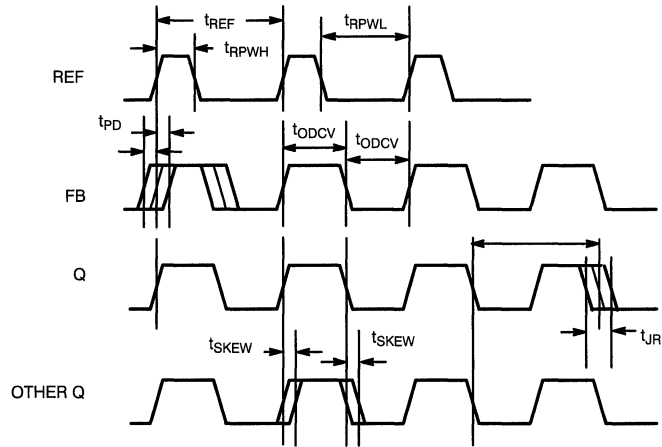 tREF
tRPWL
tRPWH
REF
tPD
tODCV
tODCV
FB
Q
tSKEW
tSKEW
tJR
OTHER Q